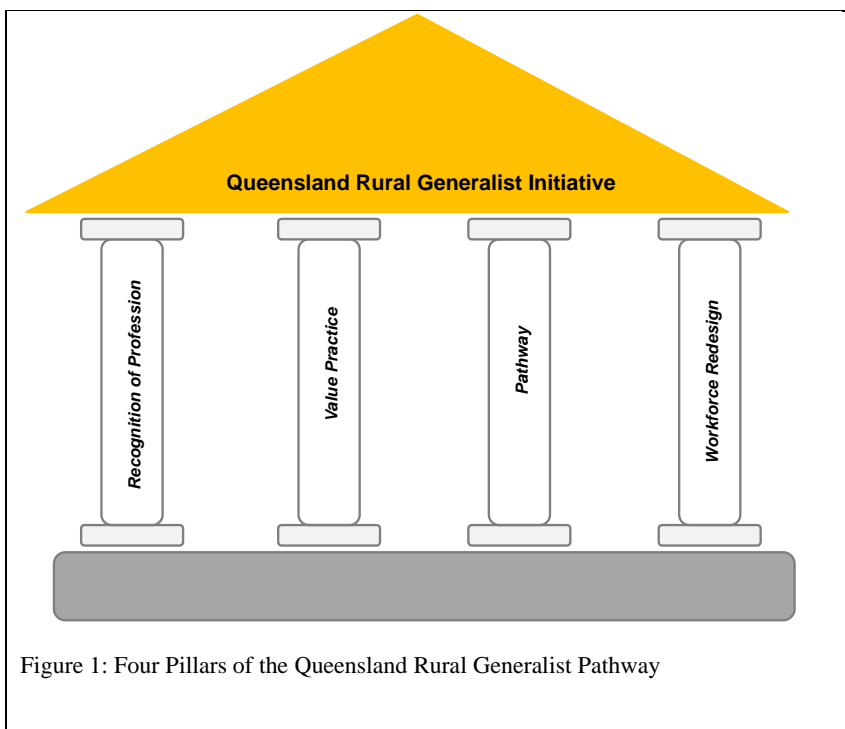 Queensland Rural Generalist Initiative
Recognition of Profession
Value Practice
Pathway
Workforce Redesign
Figure 1: Four Pillars of the Queensland Rural Generalist Pathway